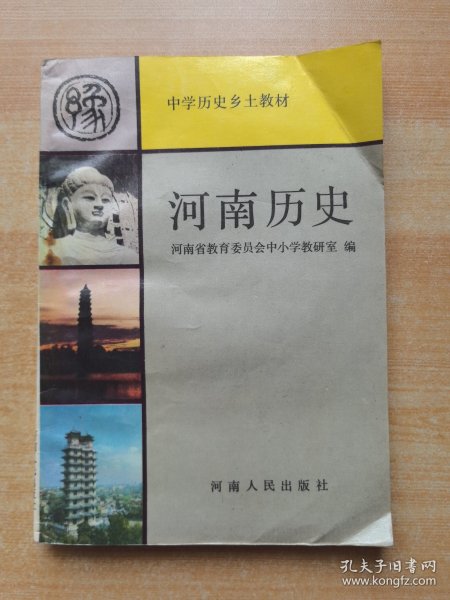 豫
中学历史乡土教材
河南历史
河南省教育委员会中小学教研室 编
河南人民出版社
孔夫子旧书网
www.kongfz.com